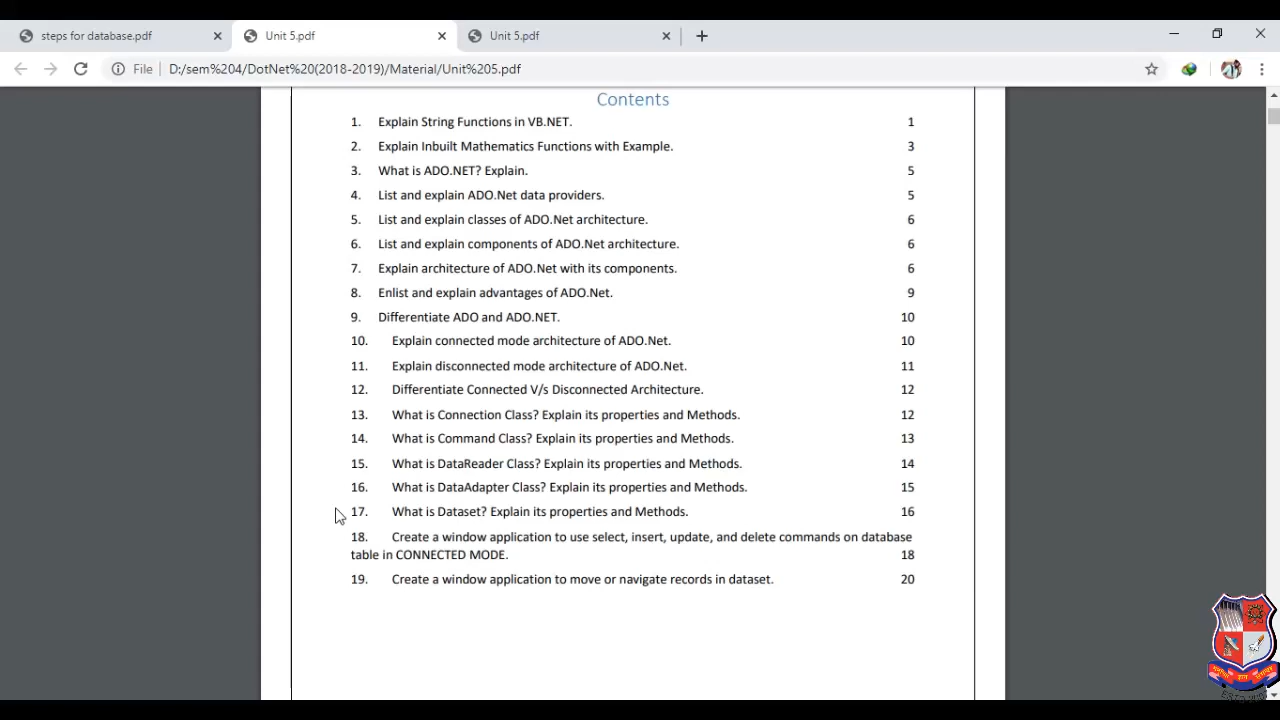 steps for database.pdf
Unit 5.pdf
Unit 5.pdf
File D:/sem%204/DotNet%20(2018-2019)/Material/Unit%205.pdf
Contents
1. Explain String Functions in VB.NET. 1
2. Explain Inbuilt Mathematics Functions with Example. 3
3. What is ADO.NET? Explain. 5
4. List and explain ADO.Net data providers. 5
5. List and explain classes of ADO.Net architecture. 6
6. List and explain components of ADO.Net architecture. 6
7. Explain architecture of ADO.Net with its components. 6
8. Enlist and explain advantages of ADO.Net. 9
9. Differentiate ADO and ADO.NET. 10
10. Explain connected mode architecture of ADO.Net. 10
11. Explain disconnected mode architecture of ADO.Net. 11
12. Differentiate Connected V/s Disconnected Architecture. 12
13. What is Connection Class? Explain its properties and Methods. 12
14. What is Command Class? Explain its properties and Methods. 13
15. What is DataReader Class? Explain its properties and Methods. 14
16. What is DataAdapter Class? Explain its properties and Methods. 15
17. What is Dataset? Explain its properties and Methods. 16
18. Create a window application to use select, insert, update, and delete commands on database
table in CONNECTED MODE. 18
19. Create a window application to move or navigate records in dataset. 20